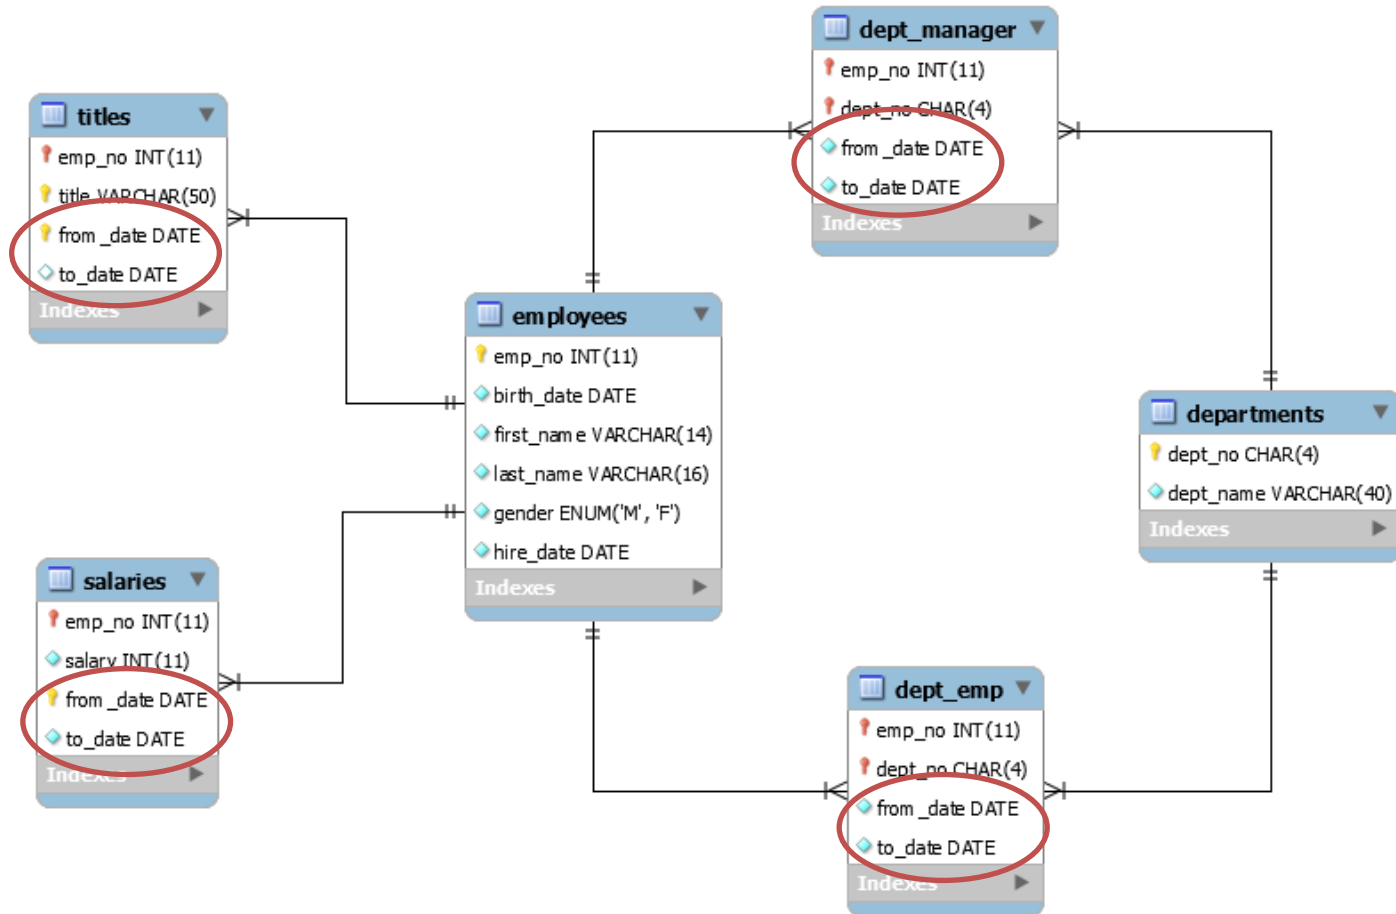 dept_manager
emp_no INT(11)
dept_no CHAR(4)
from_date DATE
to_date DATE
Indexes
titles
emp_no INT(11)
title VARCHAR(50)
from_date DATE
to_date DATE
Indexes
employees
emp_no INT(11)
birth_date DATE
first_name VARCHAR(14)
last_name VARCHAR(16)
gender ENUM('M', 'F')
hire_date DATE
Indexes
departments
dept_no CHAR(4)
dept_name VARCHAR(40)
Indexes
salaries
emp_no INT(11)
salary INT(11)
from_date DATE
to_date DATE
Indexes
dept_emp
emp_no INT(11)
dept_no CHAR(4)
from_date DATE
to_date DATE
Indexes